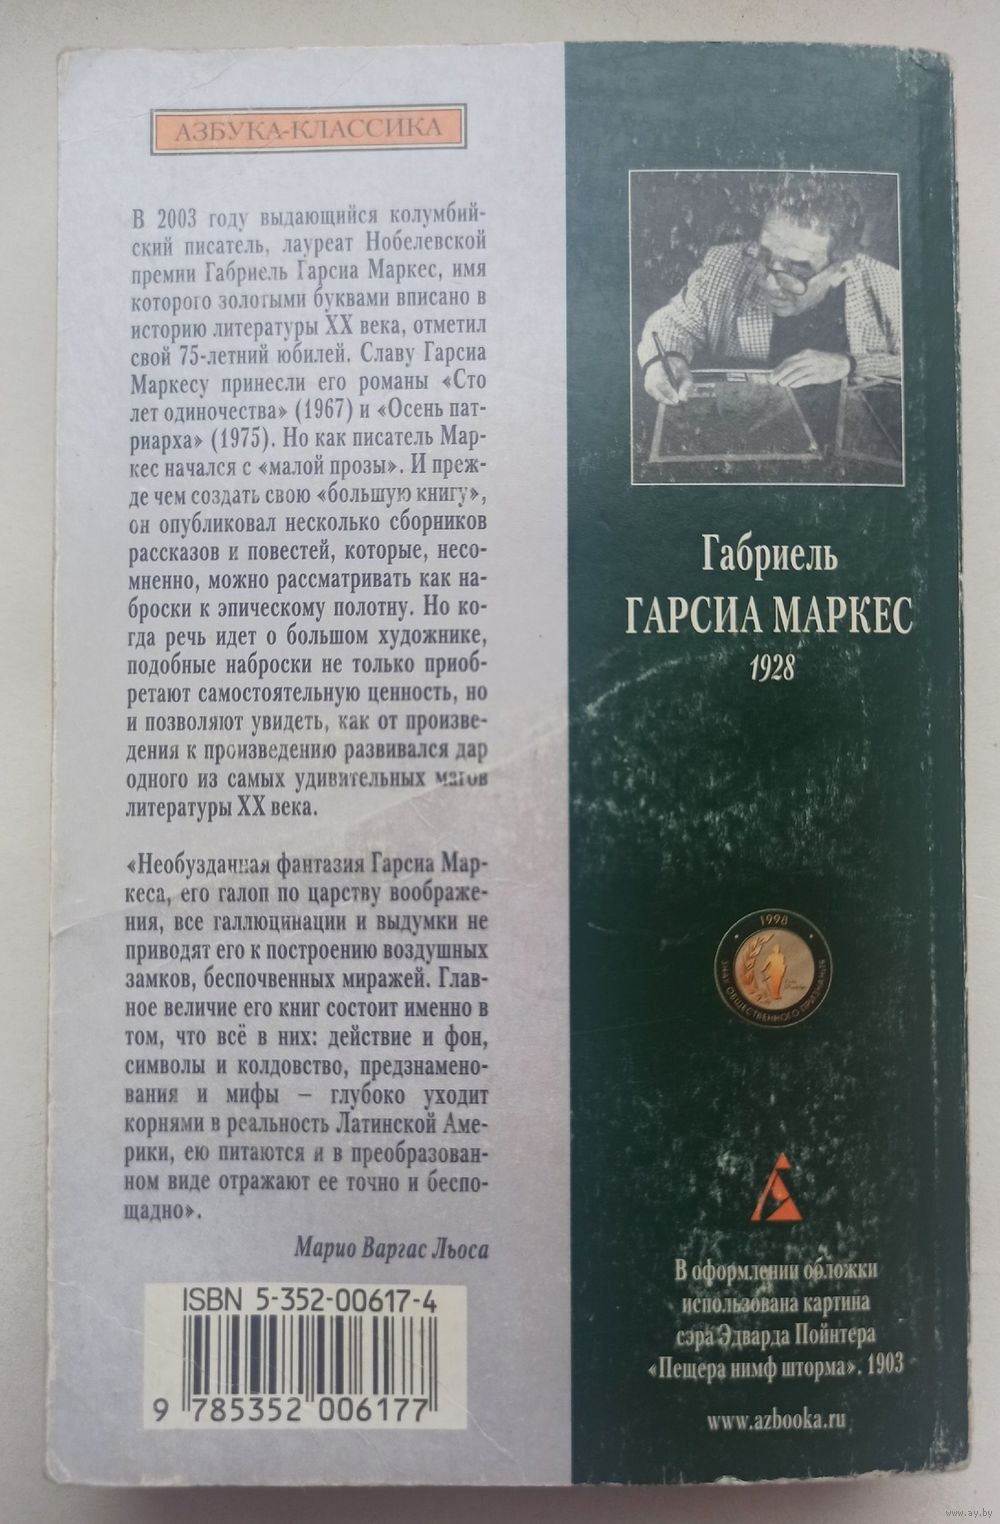 АЗБУКА-КЛАССИКА
В 2003 году выдающийся колумбий-
ский писатель, лауреат Нобелевской
премии Габриель Гарсиа Маркес, имя
которого золотыми буквами вписано в
историю литературы XX века, отметил
свой 75-летний юбилей. Славу Гарсиа
Маркесу принесли его романы «Сто
лет одиночества» (1967) и «Осень пат-
риарха» (1975). Но как писатель Мар-
кес начался с «малой прозы». И преж-
де чем создать свою «большую книгу»,
он опубликовал несколько сборников
рассказов и повестей, которые, несо-
мненно, можно рассматривать как на-
броски к эпическому полотну. Но ко-
гда речь идет о большом художнике,
подобные наброски не только приоб-
ретают самостоятельную ценность, но
и позволяют увидеть, как от произве-
дения к произведению развивался дар
одного из самых удивительных магов
литературы XX века.
«Необузданная фантазия Гарсиа Мар-
кеса, его галоп по царству воображе-
ния, все галлюцинации и выдумки не
приводят его к построению воздушных
замков, беспочвенных миражей. Глав-
ное величие его книг состоит именно в
том, что всё в них: действие и фон,
символы и колдовство, предзнамено-
вания и мифы – глубоко уходит
корнями в реальность Латинской Аме-
рики, ею питаются и в преобразован-
ном виде отражают ее точно и беспо-
щадно».
Марио Варгас Льоса
ISBN 5-352-00617-4
9 785352 006177
Габриель
ГАРСИА МАРКЕС
1928
1998
ЗНАК ОБЩЕСТВЕННОГО ПРИЗНАНИЯ
В оформлении обложки
использована картина
сэра Эдварда Пойнтера
«Пещера нимф шторма». 1903
www.azbooka.ru
www.ay.by